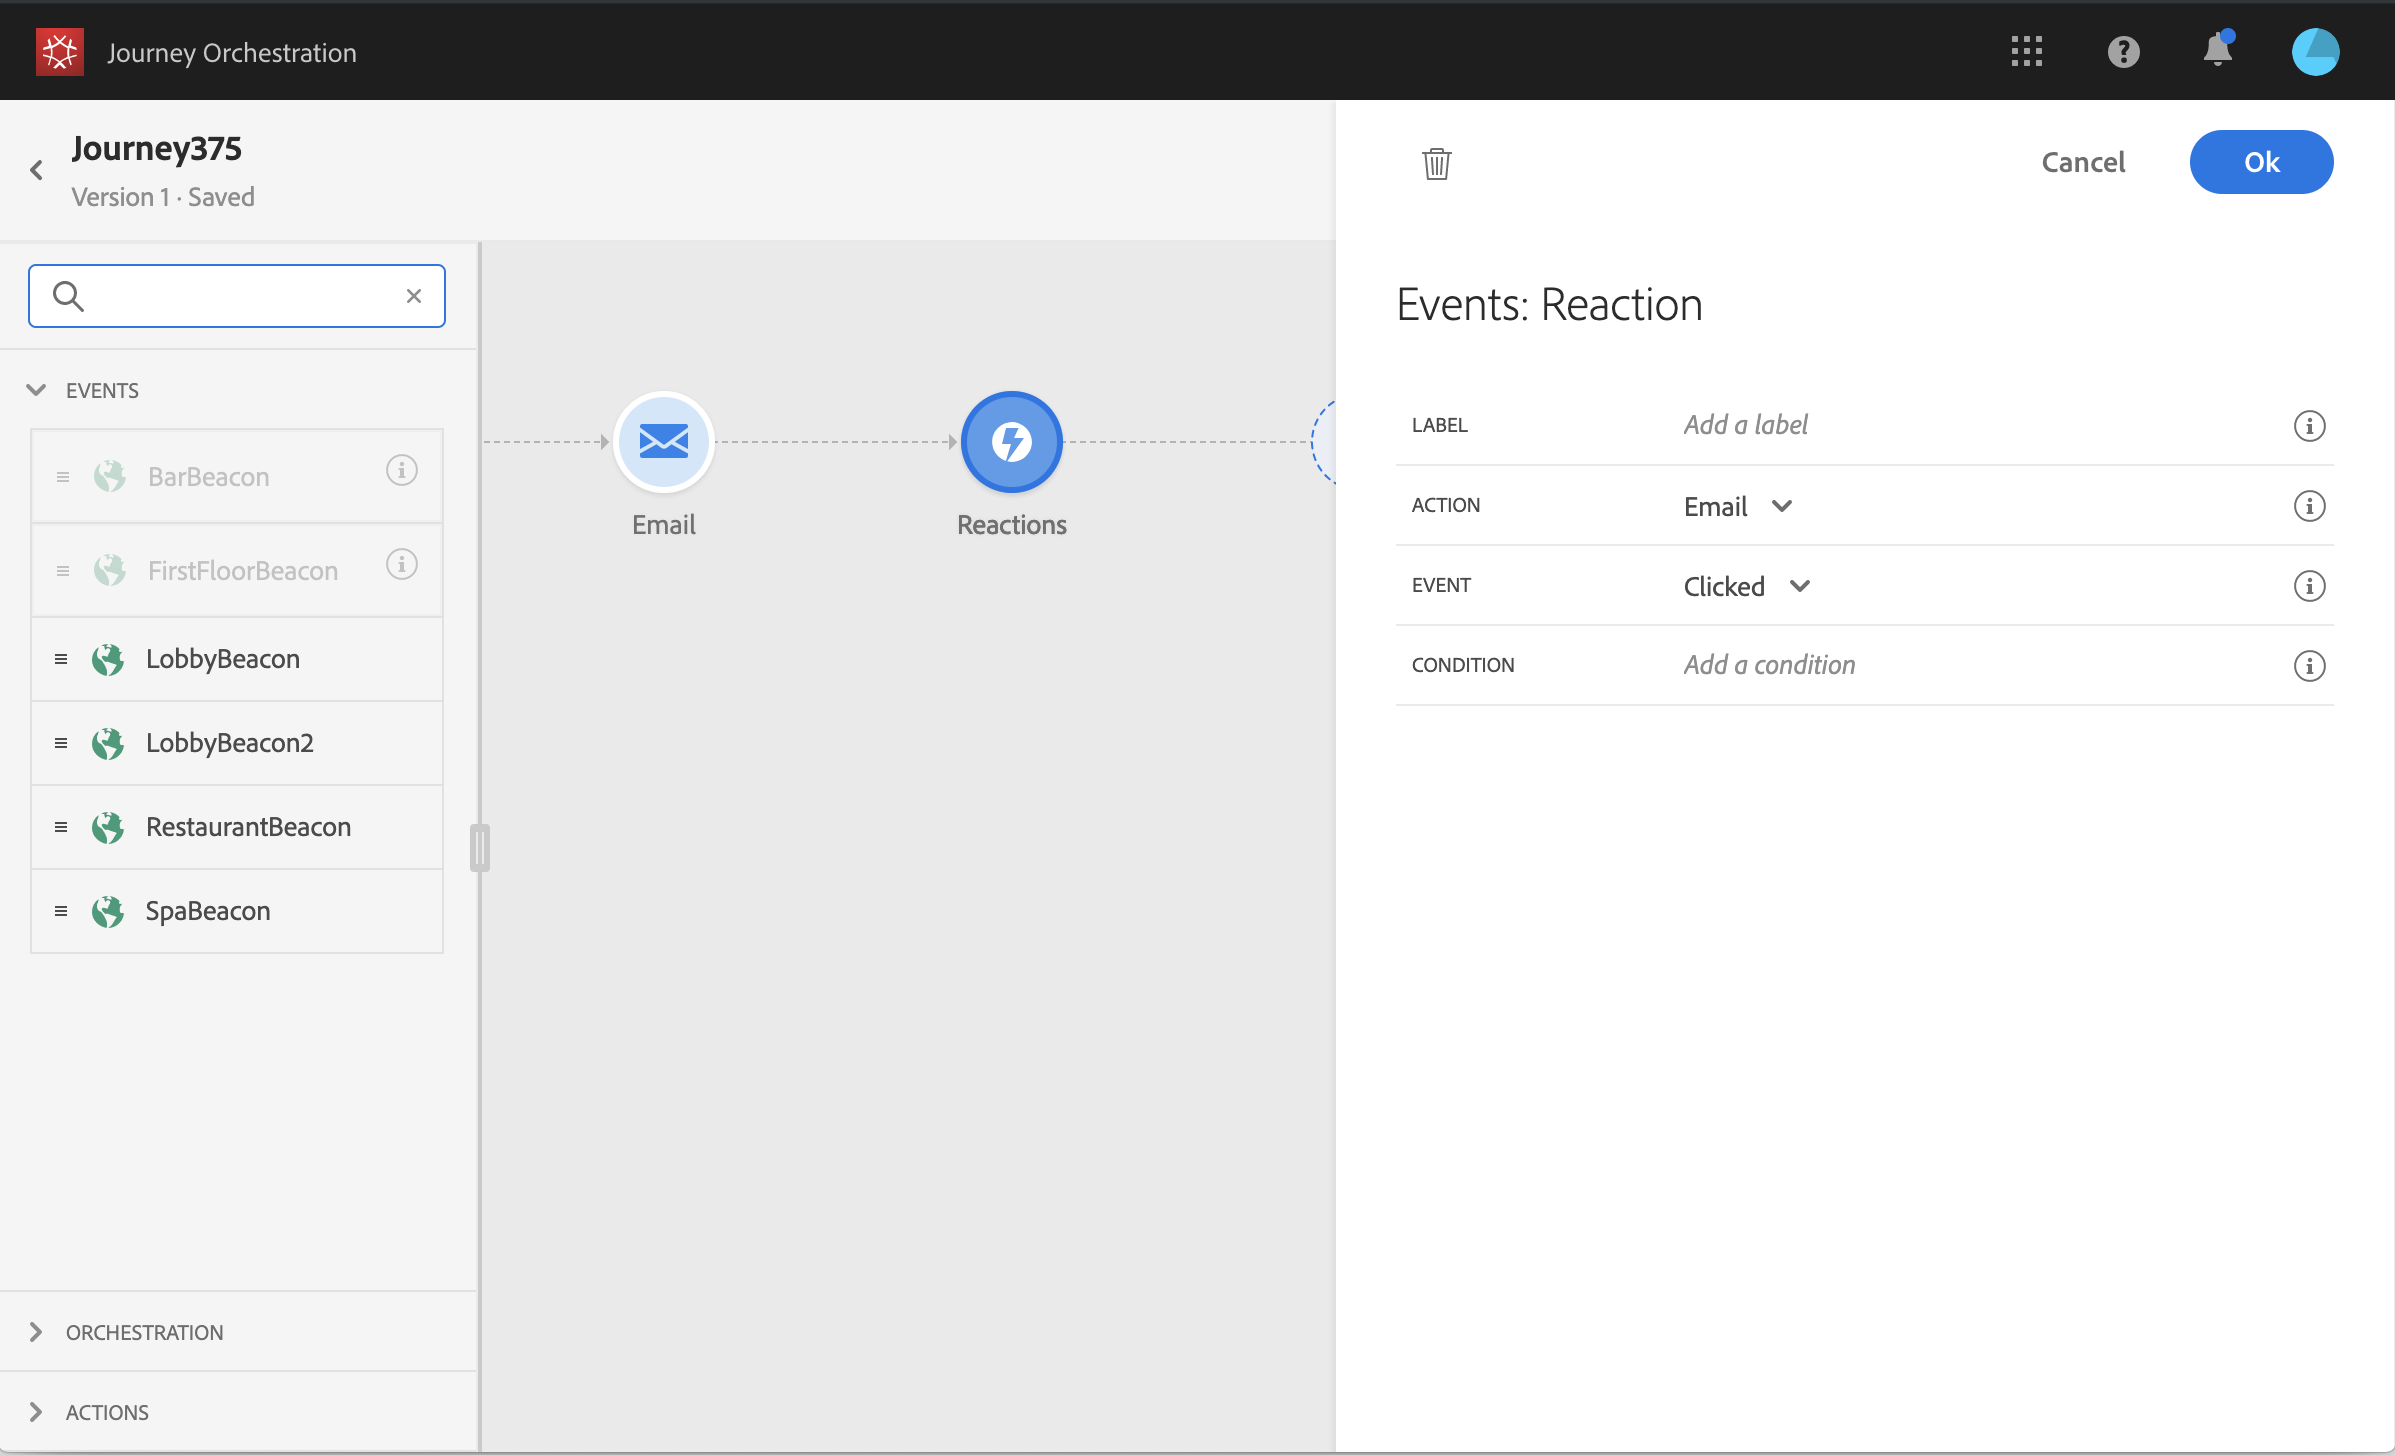 Journey Orchestration
Journey375
Version 1 · Saved
Cancel
Ok
EVENTS
BarBeacon
FirstFloorBeacon
LobbyBeacon
LobbyBeacon2
RestaurantBeacon
SpaBeacon
ORCHESTRATION
ACTIONS
Email
Reactions
Events: Reaction
LABEL Add a label
ACTION Email
EVENT Clicked
CONDITION Add a condition